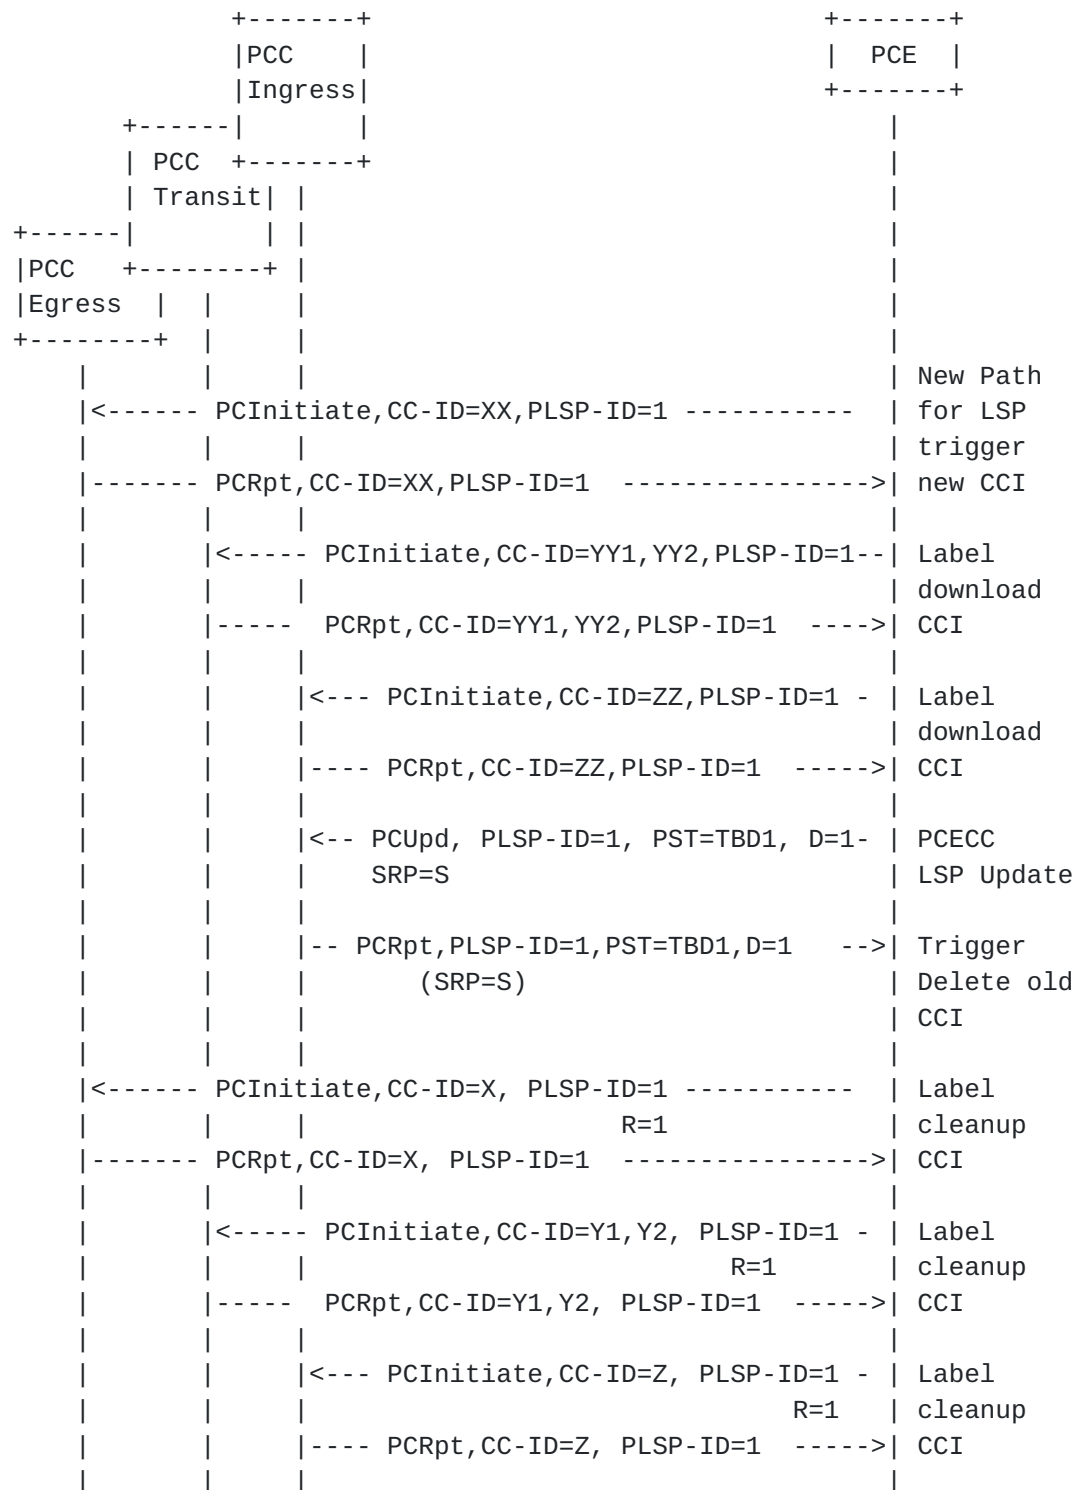 +-------+                             +-------+
              |PCC    |                             |  PCE  |
              |Ingress|                             +-------+
       +------|       |                                 |
       | PCC  +-------+                                 |
       | Transit| |                                     |
+------|        | |                                     |
|PCC   +--------+ |                                     |
|Egress  |  |     |                                     |
+--------+  |     |                                     |
    |       |     |                                     | New Path
    |<------ PCInitiate,CC-ID=XX,PLSP-ID=1 -----------  | for LSP
    |       |     |                                     | trigger
    |------- PCRpt,CC-ID=XX,PLSP-ID=1  ---------------->| new CCI
    |       |     |                                     |
    |       |<----- PCInitiate,CC-ID=YY1,YY2,PLSP-ID=1--| Label
    |       |     |                                     | download
    |       |-----  PCRpt,CC-ID=YY1,YY2,PLSP-ID=1  ---->| CCI
    |       |     |                                     |
    |       |     |<--- PCInitiate,CC-ID=ZZ,PLSP-ID=1 - | Label
    |       |     |                                     | download
    |       |     |---- PCRpt,CC-ID=ZZ,PLSP-ID=1  ----->| CCI
    |       |     |                                     |
    |       |     |<-- PCUpd, PLSP-ID=1, PST=TBD1, D=1- | PCECC
    |       |     |    SRP=S                            | LSP Update
    |       |     |                                     |
    |       |     |-- PCRpt,PLSP-ID=1,PST=TBD1,D=1   -->| Trigger
    |       |     |       (SRP=S)                       | Delete old
    |       |     |                                     | CCI
    |       |     |                                     |
    |<------ PCInitiate,CC-ID=X, PLSP-ID=1 -----------  | Label
    |       |     |                    R=1              | cleanup
    |------- PCRpt,CC-ID=X, PLSP-ID=1  ---------------->| CCI
    |       |     |                                     |
    |       |<----- PCInitiate,CC-ID=Y1,Y2, PLSP-ID=1 - | Label
    |       |     |                           R=1       | cleanup
    |       |-----  PCRpt,CC-ID=Y1,Y2, PLSP-ID=1  ----->| CCI
    |       |     |                                     |
    |       |     |<--- PCInitiate,CC-ID=Z, PLSP-ID=1 - | Label
    |       |     |                               R=1   | cleanup
    |       |     |---- PCRpt,CC-ID=Z, PLSP-ID=1  ----->| CCI
    |       |     |                                     |